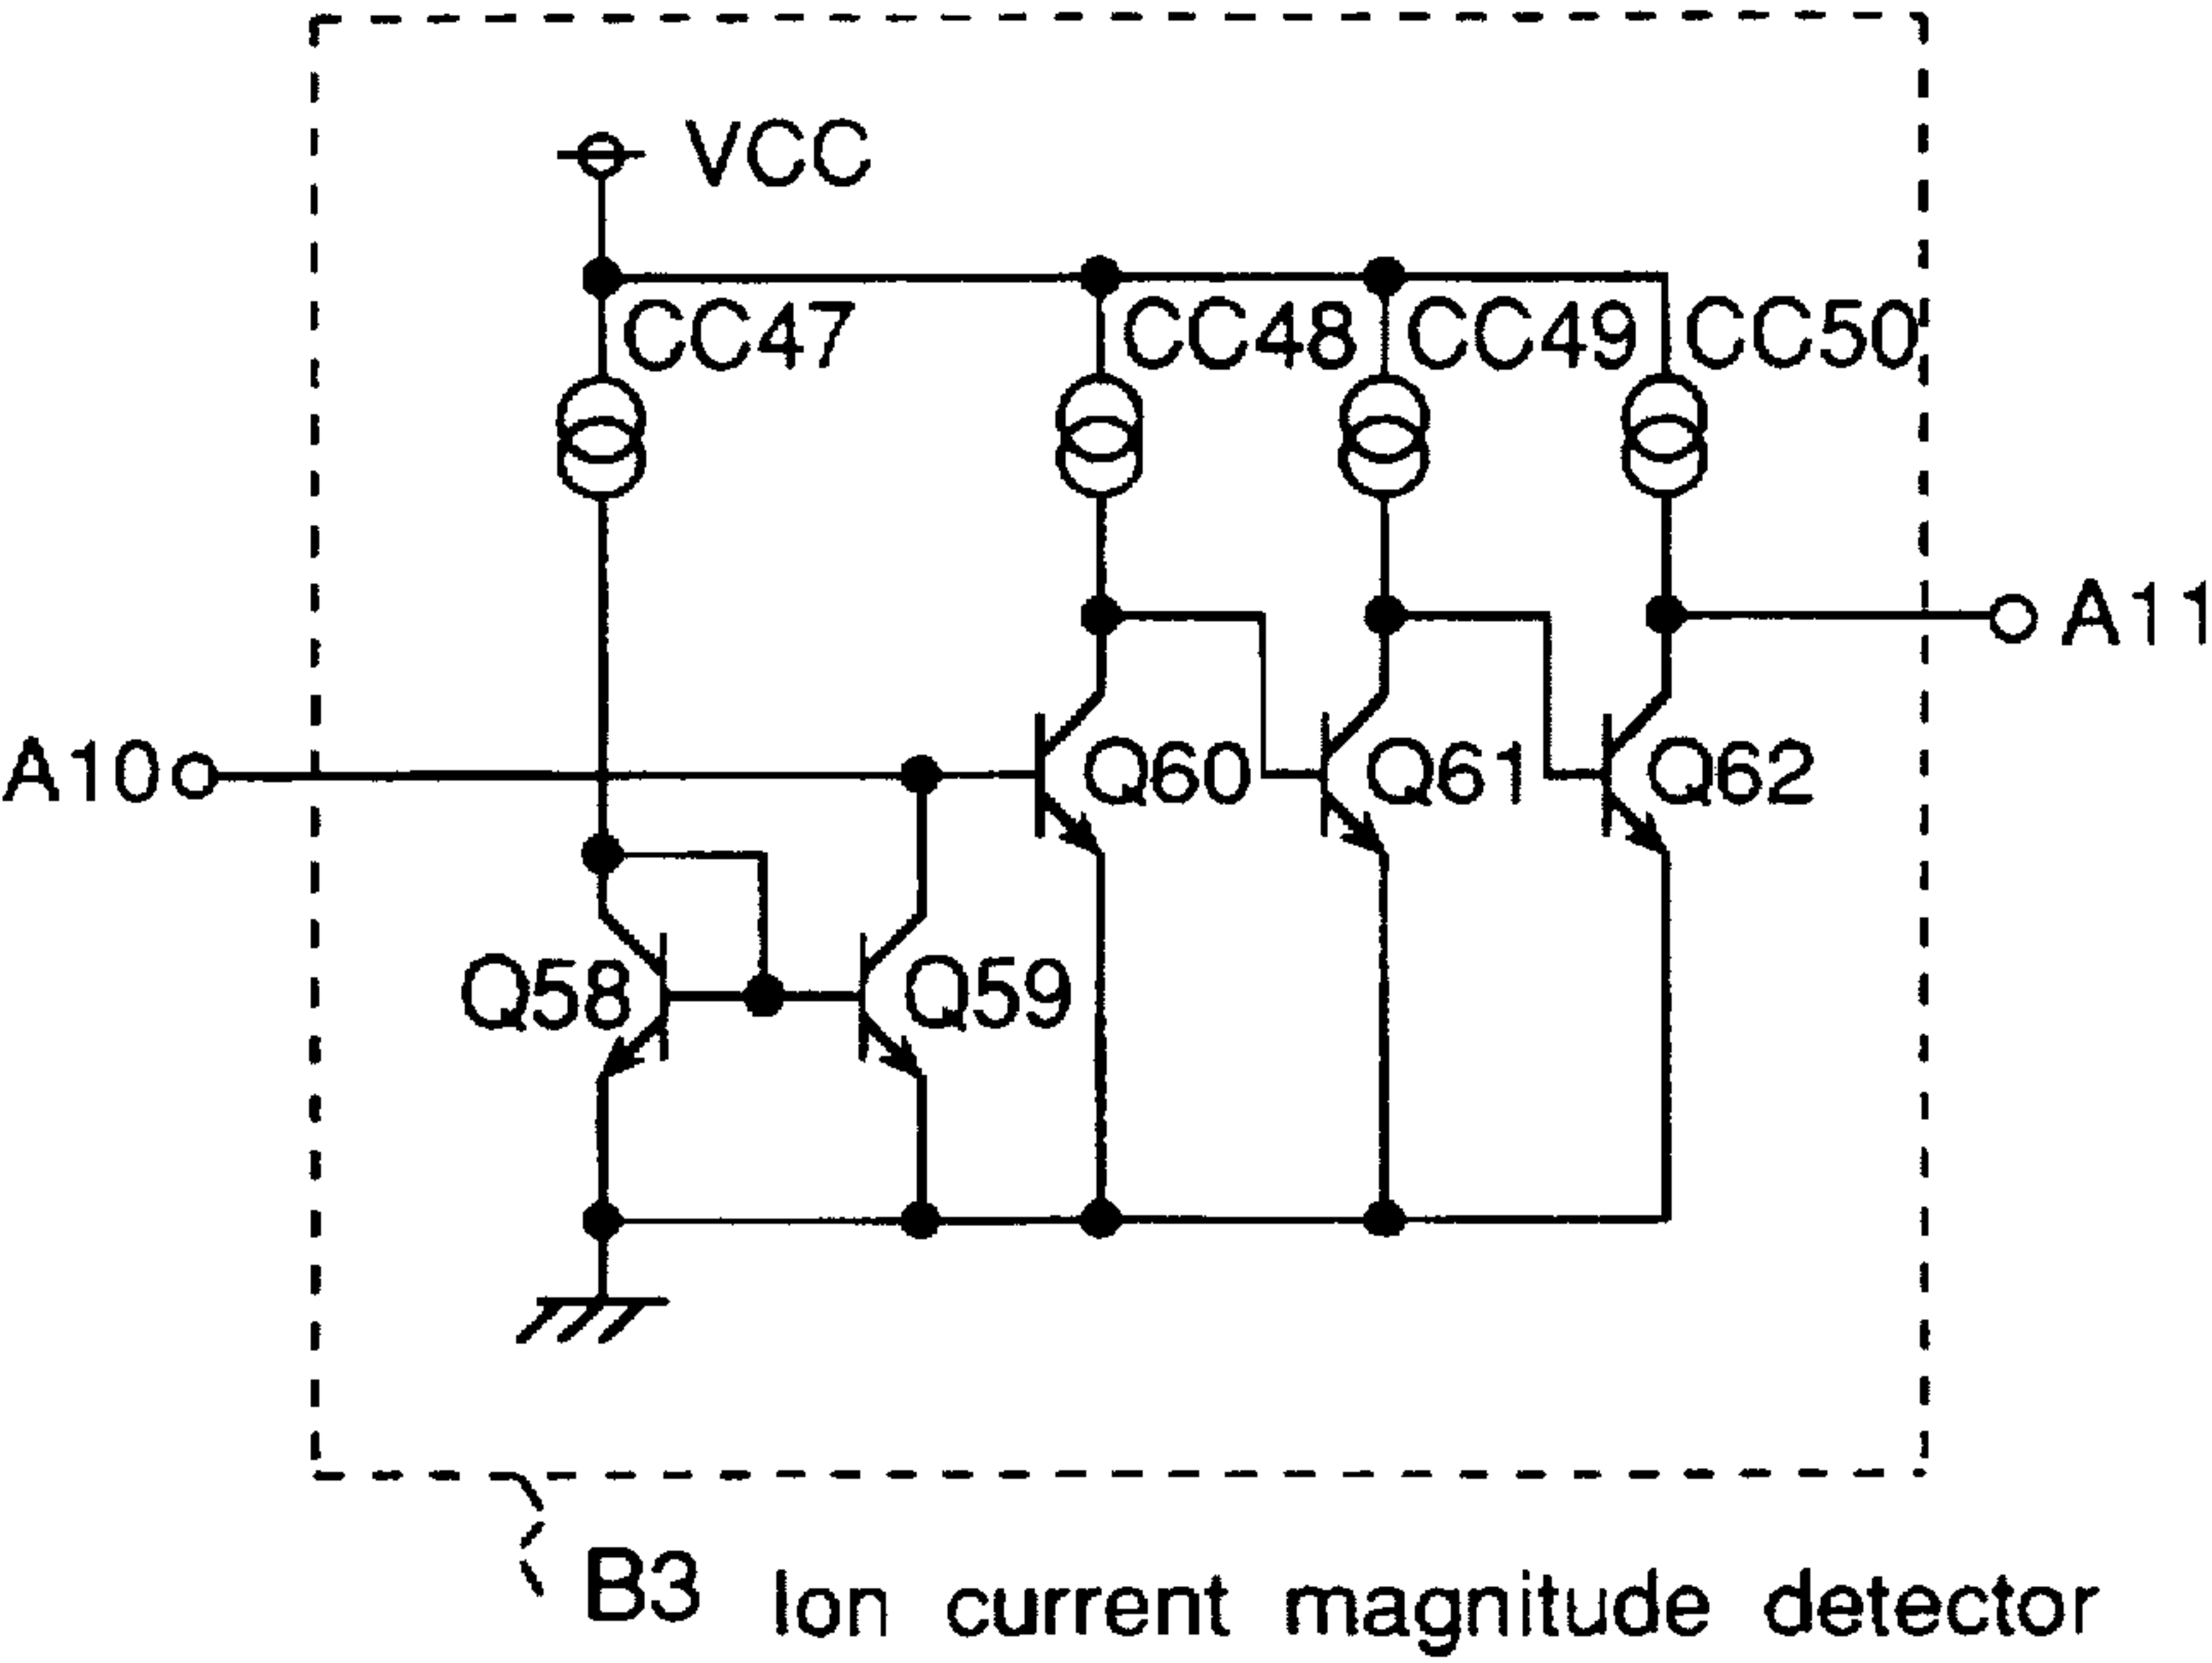 VCC
CC47 CC48 CC49 CC50
A11
A10 Q60 Q61 Q62
Q58 Q59
B3 Ion current magnitude detector